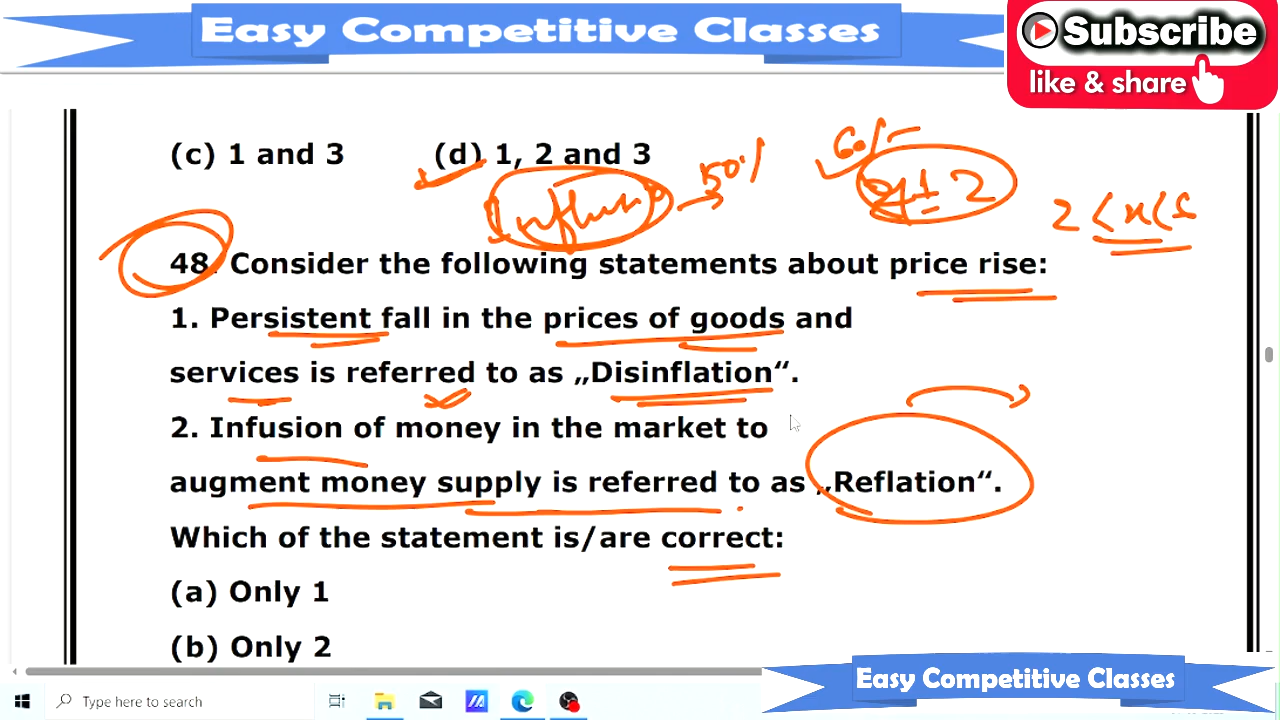 Easy Competitive Classes
Subscribe
like & share
(c) 1 and 3 (d) 1, 2 and 3
50%
2
48. Consider the following statements about price rise:
1. Persistent fall in the prices of goods and
services is referred to as „Disinflation“.
2. Infusion of money in the market to
augment money supply is referred to as „Reflation“.
Which of the statement is/are correct:
(a) Only 1
(b) Only 2
Easy Competitive Classes
Type here to search